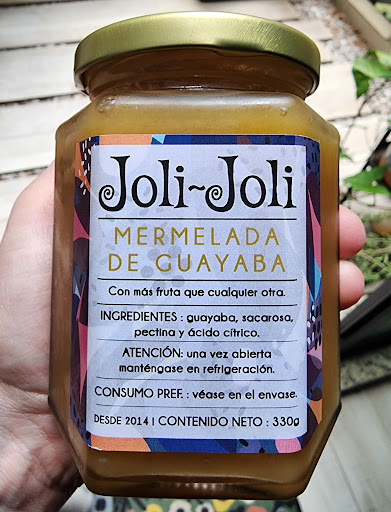 Joli~Joli
MERMELADA
DE GUAYABA
Con más fruta que cualquier otra.
INGREDIENTES : guayaba, sacarosa,
pectina y ácido cítrico.
ATENCIÓN: una vez abierta
manténgase en refrigeración.
CONSUMO PREF. : véase en el envase.
DESDE 2014 | CONTENIDO NETO : 330g